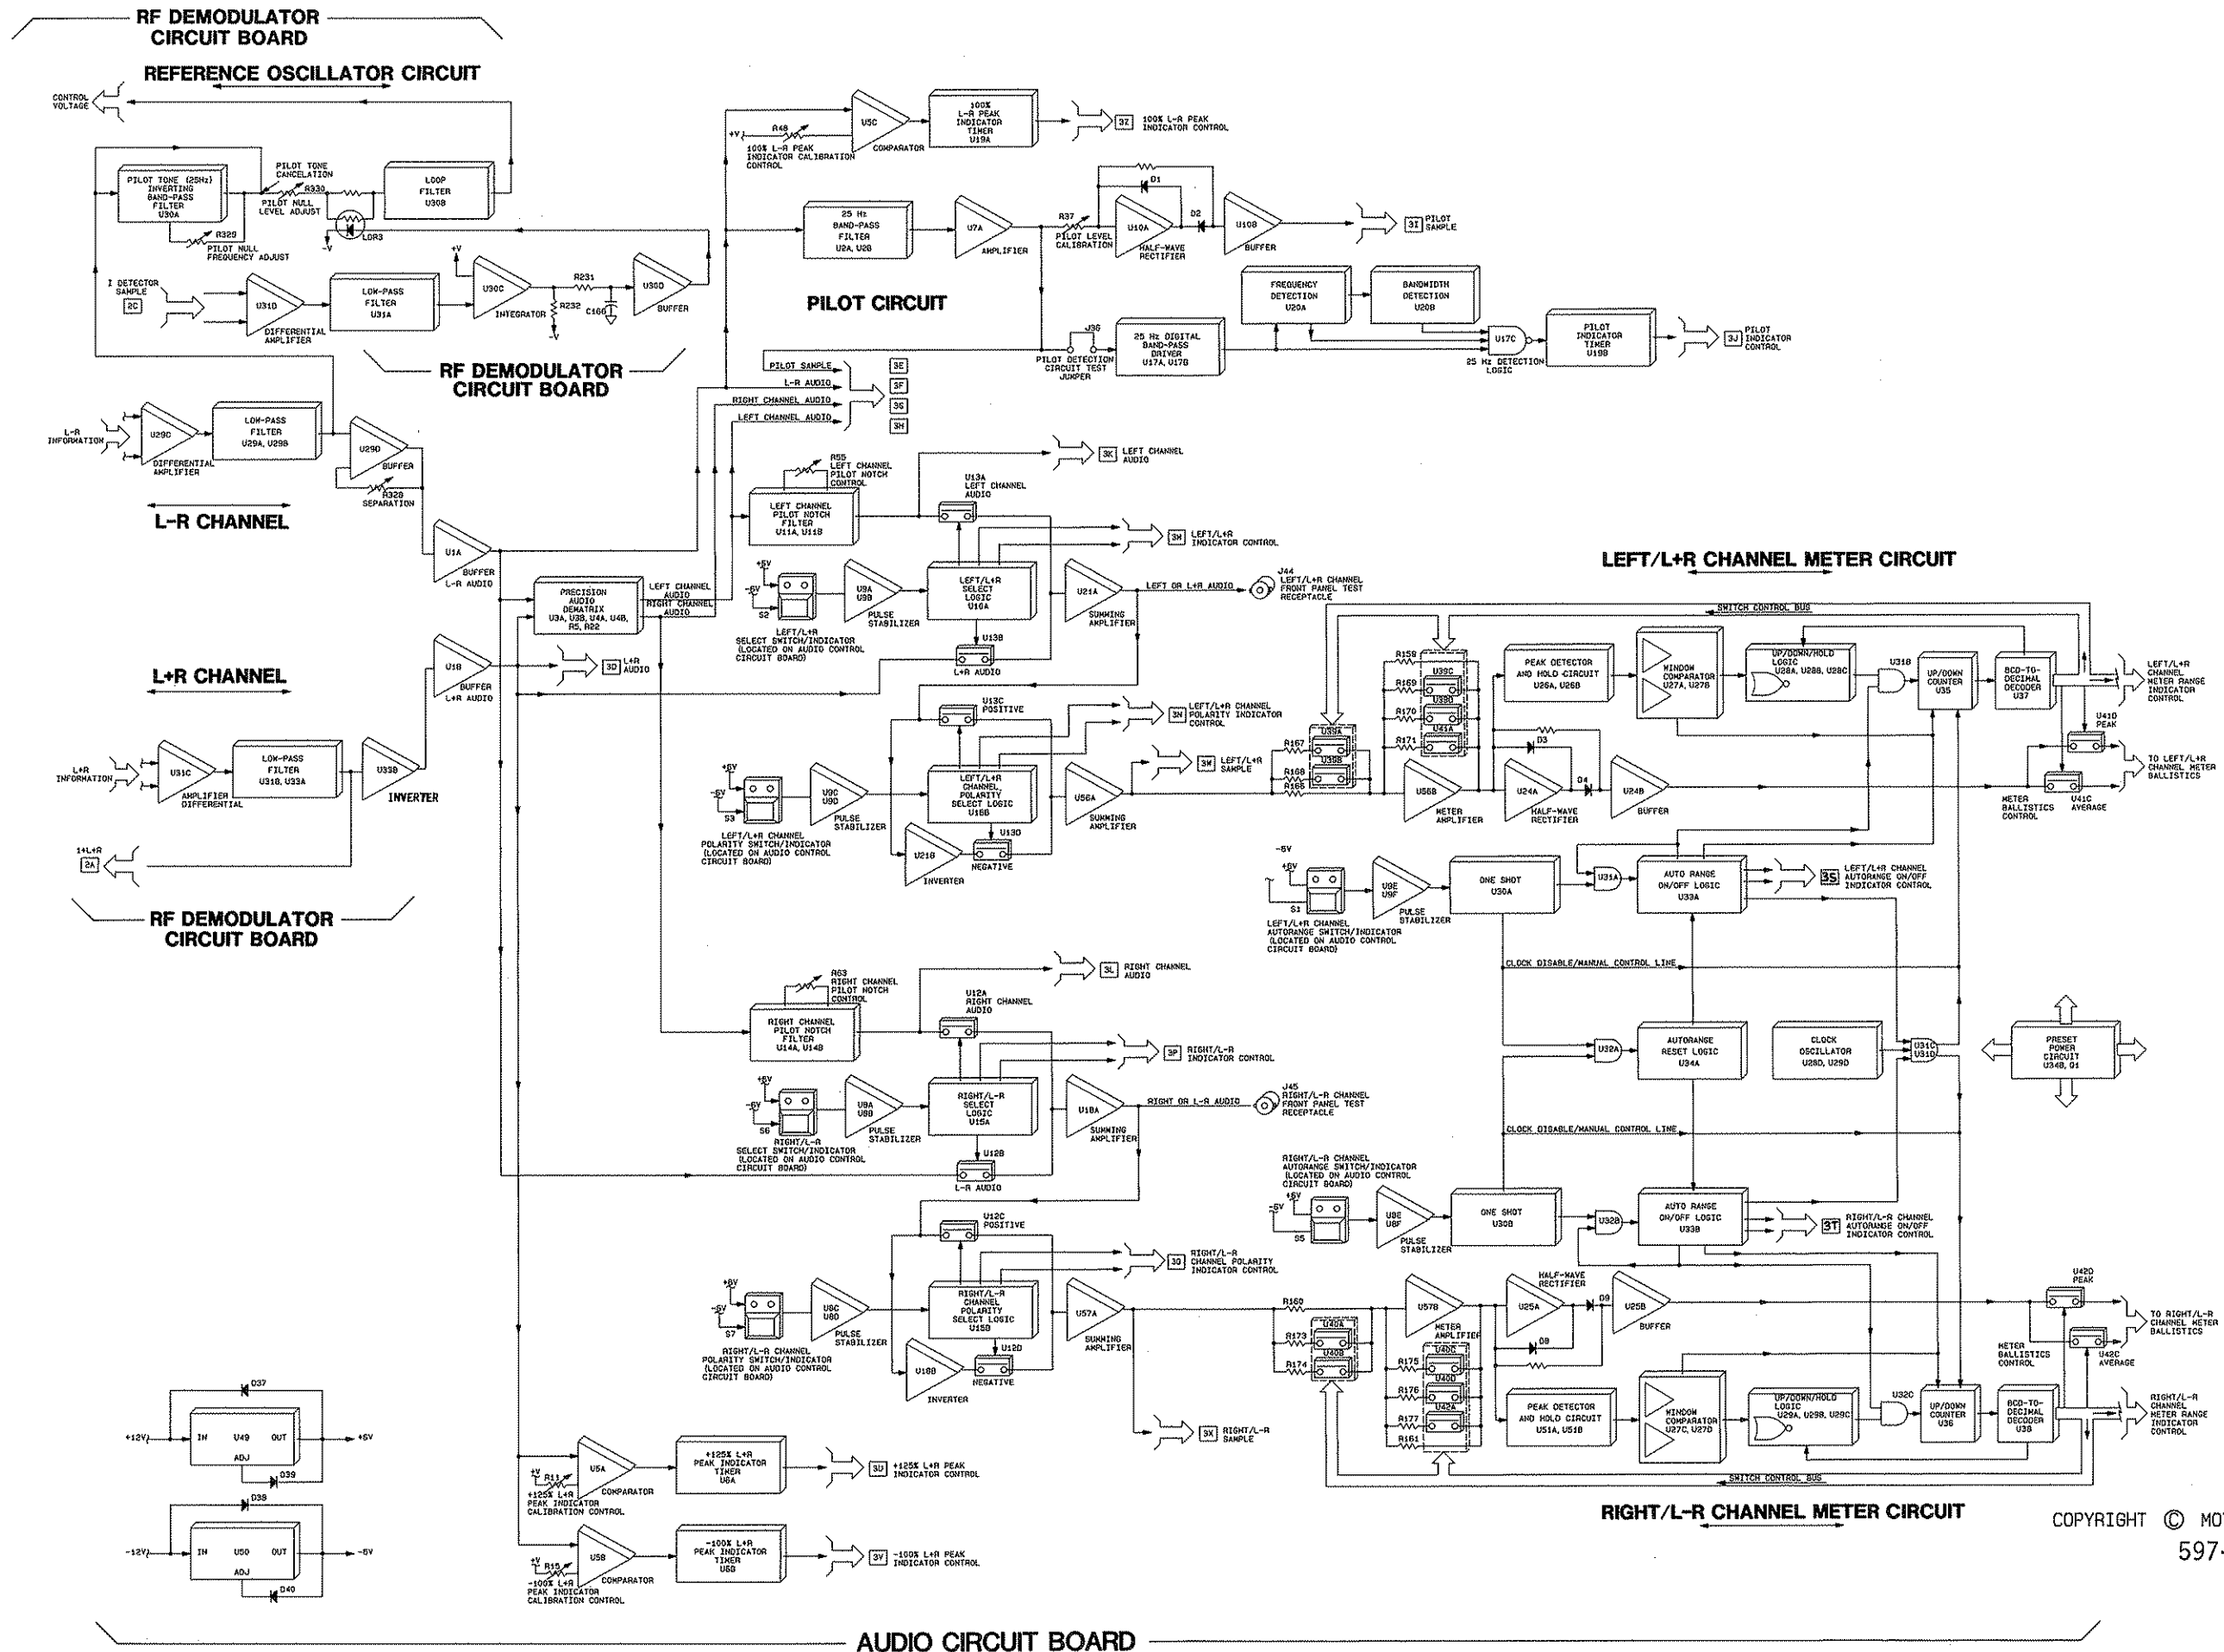 RF DEMODULATOR
CIRCUIT BOARD
REFERENCE OSCILLATOR CIRCUIT
CONTROL
VOLTAGE
PILOT TONE (25Hz)
INVERTING
BAND-PASS
FILTER
U30A
PILOT TONE
CANCELATION
R330
PILOT NULL
LEVEL ADJUST
LOOP
FILTER
U30B
R329
PILOT NULL
FREQUENCY ADJUST
LDR3
-V
I DETECTOR
SAMPLE
2C
U31D
DIFFERENTIAL
AMPLIFIER
LOW-PASS
FILTER
U31A
+V
U30C
INTEGRATOR
R231
R232
-V
U30D
BUFFER
RF DEMODULATOR
CIRCUIT BOARD
L-R
INFORMATION
U29C
DIFFERENTIAL
AMPLIFIER
LOW-PASS
FILTER
U29A, U29B
U29D
BUFFER
R328
SEPARATION
L-R CHANNEL
U1A
BUFFER
L-R AUDIO
L+R CHANNEL
U1B
BUFFER
L+R AUDIO
3D
L+R
AUDIO
PRECISION
AUDIO
DEMATRIX
U3A, U3B, U4A, U4B,
R5, R22
LEFT CHANNEL
AUDIO
RIGHT CHANNEL
AUDIO
L+R
INFORMATION
U31C
AMPLIFIER
DIFFERENTIAL
LOW-PASS
FILTER
U31B, U33A
U33B
INVERTER
1+L+R
2A
RF DEMODULATOR
CIRCUIT BOARD
+V
R48
100% L-R PEAK
INDICATOR CALIBRATION
CONTROL
U5C
COMPARATOR
100%
L-R PEAK
INDICATOR
TIMER
U19A
3Z
100% L-R PEAK
INDICATOR CONTROL
25 Hz
BAND-PASS
FILTER
U2A, U2B
U7A
AMPLIFIER
R37
PILOT LEVEL
CALIBRATION
D1
U10A
HALF-WAVE
RECTIFIER
D2
U10B
BUFFER
3I
PILOT
SAMPLE
PILOT CIRCUIT
FREQUENCY
DETECTION
U20A
BANDWIDTH
DETECTION
U20B
J36
PILOT DETECTION
CIRCUIT TEST
JUMPER
25 Hz DIGITAL
BAND-PASS
DRIVER
U17A, U17B
U17C
25 Hz DETECTION
LOGIC
PILOT
INDICATOR
TIMER
U19B
3J
PILOT
INDICATOR
CONTROL
PILOT SAMPLE
3E
L-R AUDIO
3F
RIGHT CHANNEL AUDIO
3G
LEFT CHANNEL AUDIO
3H
R55
LEFT CHANNEL
PILOT NOTCH
CONTROL
LEFT CHANNEL
PILOT NOTCH
FILTER
U11A, U11B
3K
LEFT CHANNEL
AUDIO
U13A
LEFT CHANNEL
AUDIO
3M
LEFT/L+R
INDICATOR CONTROL
+6V
-6V
S2
LEFT/L+R
SELECT SWITCH/INDICATOR
(LOCATED ON AUDIO CONTROL
CIRCUIT BOARD)
U9A
U9B
PULSE
STABILIZER
LEFT/L+R
SELECT
LOGIC
U16A
U13B
L+R AUDIO
U21A
SUMMING
AMPLIFIER
LEFT OR L+R AUDIO
J44
LEFT/L+R CHANNEL
FRONT PANEL TEST
RECEPTACLE
U13C
POSITIVE
3N
LEFT/L+R CHANNEL
POLARITY INDICATOR
CONTROL
+6V
-6V
S3
LEFT/L+R CHANNEL
POLARITY SWITCH/INDICATOR
(LOCATED ON AUDIO CONTROL
CIRCUIT BOARD)
U9C
U9D
PULSE
STABILIZER
LEFT/L+R
CHANNEL
POLARITY
SELECT LOGIC
U16B
U21B
INVERTER
U13D
NEGATIVE
U56A
SUMMING
AMPLIFIER
3W
LEFT/L+R
SAMPLE
LEFT/L+R CHANNEL METER CIRCUIT
SWITCH CONTROL BUS
R167
R168
R166
U39A
U39B
R159
R169
R170
R171
U39C
U39D
U41A
U56B
METER
AMPLIFIER
PEAK DETECTOR
AND HOLD CIRCUIT
U26A, U26B
WINDOW
COMPARATOR
U27A, U27B
UP/DOWN/HOLD
LOGIC
U28A, U28B, U28C
U31B
UP/DOWN
COUNTER
U35
BCD-TO-
DECIMAL
DECODER
U37
LEFT/L+R
CHANNEL
METER RANGE
INDICATOR
CONTROL
D3
U24A
HALF-WAVE
RECTIFIER
D4
U24B
BUFFER
U41D
PEAK
METER
BALLISTICS
CONTROL
U41C
AVERAGE
TO LEFT/L+R
CHANNEL METER
BALLISTICS
-6V
+6V
S1
LEFT/L+R CHANNEL
AUTORANGE SWITCH/INDICATOR
(LOCATED ON AUDIO CONTROL
CIRCUIT BOARD)
U9E
U9F
PULSE
STABILIZER
ONE SHOT
U30A
U31A
AUTO RANGE
ON/OFF LOGIC
U33A
3S
LEFT/L+R CHANNEL
AUTORANGE ON/OFF
INDICATOR CONTROL
CLOCK DISABLE/MANUAL CONTROL LINE
U32A
AUTORANGE
RESET LOGIC
U34A
CLOCK
OSCILLATOR
U28D, U29D
U31C
U31D
PRESET
POWER
CIRCUIT
U34B, Q1
CLOCK DISABLE/MANUAL CONTROL LINE
R63
RIGHT CHANNEL
PILOT NOTCH
CONTROL
RIGHT CHANNEL
PILOT NOTCH
FILTER
U14A, U14B
3L
RIGHT CHANNEL
AUDIO
U12A
RIGHT CHANNEL
AUDIO
3P
RIGHT/L-R
INDICATOR CONTROL
+6V
-6V
S6
RIGHT/L-R
SELECT SWITCH/INDICATOR
(LOCATED ON AUDIO CONTROL
CIRCUIT BOARD)
U8A
U8B
PULSE
STABILIZER
RIGHT/L-R
SELECT
LOGIC
U15A
U12B
L-R AUDIO
U18A
SUMMING
AMPLIFIER
RIGHT OR L-R AUDIO
J45
RIGHT/L-R CHANNEL
FRONT PANEL TEST
RECEPTACLE
RIGHT/L-R CHANNEL
AUTORANGE SWITCH/INDICATOR
(LOCATED ON AUDIO CONTROL
CIRCUIT BOARD)
+6V
-6V
S5
U8E
U8F
PULSE
STABILIZER
ONE SHOT
U30B
U32B
AUTO RANGE
ON/OFF LOGIC
U33B
3T
RIGHT/L-R CHANNEL
AUTORANGE ON/OFF
INDICATOR CONTROL
U12C
POSITIVE
3Q
RIGHT/L-R
CHANNEL POLARITY
INDICATOR CONTROL
+6V
-6V
S7
RIGHT/L-R CHANNEL
POLARITY SWITCH/INDICATOR
(LOCATED ON AUDIO CONTROL
CIRCUIT BOARD)
U8C
U8D
PULSE
STABILIZER
RIGHT/L-R
CHANNEL
POLARITY
SELECT LOGIC
U15B
U18B
INVERTER
U12D
NEGATIVE
U57A
SUMMING
AMPLIFIER
3X
RIGHT/L-R
SAMPLE
R160
R173
R174
U40A
U40B
R175
R176
R177
R161
U40C
U40D
U42A
U57B
METER
AMPLIFIER
HALF-WAVE
RECTIFIER
U25A
D9
D8
U25B
BUFFER
U42D
PEAK
METER
BALLISTICS
CONTROL
U42C
AVERAGE
TO RIGHT/L-R
CHANNEL METER
BALLISTICS
PEAK DETECTOR
AND HOLD CIRCUIT
U51A, U51B
WINDOW
COMPARATOR
U27C, U27D
UP/DOWN/HOLD
LOGIC
U29A, U29B, U29C
U32C
UP/DOWN
COUNTER
U36
BCD-TO-
DECIMAL
DECODER
U38
RIGHT/L-R
CHANNEL
METER RANGE
INDICATOR
CONTROL
SWITCH CONTROL BUS
RIGHT/L-R CHANNEL METER CIRCUIT
D37
+12V
IN U49 OUT
ADJ
+6V
D39
D38
-12V
IN U50 OUT
ADJ
-6V
D40
+V
R11
+125% L+R
PEAK INDICATOR
CALIBRATION CONTROL
U5A
COMPARATOR
+125% L+R
PEAK INDICATOR
TIMER
U6A
3U
+125% L+R PEAK
INDICATOR CONTROL
+V
R15
-100% L+R
PEAK INDICATOR
CALIBRATION CONTROL
U5B
COMPARATOR
-100% L+R
PEAK INDICATOR
TIMER
U6B
3V
-100% L+R PEAK
INDICATOR CONTROL
COPYRIGHT © MO
597-
AUDIO CIRCUIT BOARD